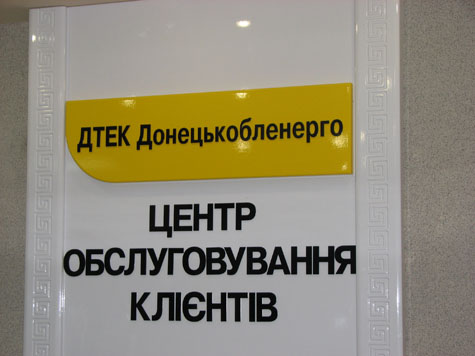 ДТЕК Донецькобленерго
ЦЕНТР
ОБСЛУГОВУВАННЯ
КЛІЄНТІВ